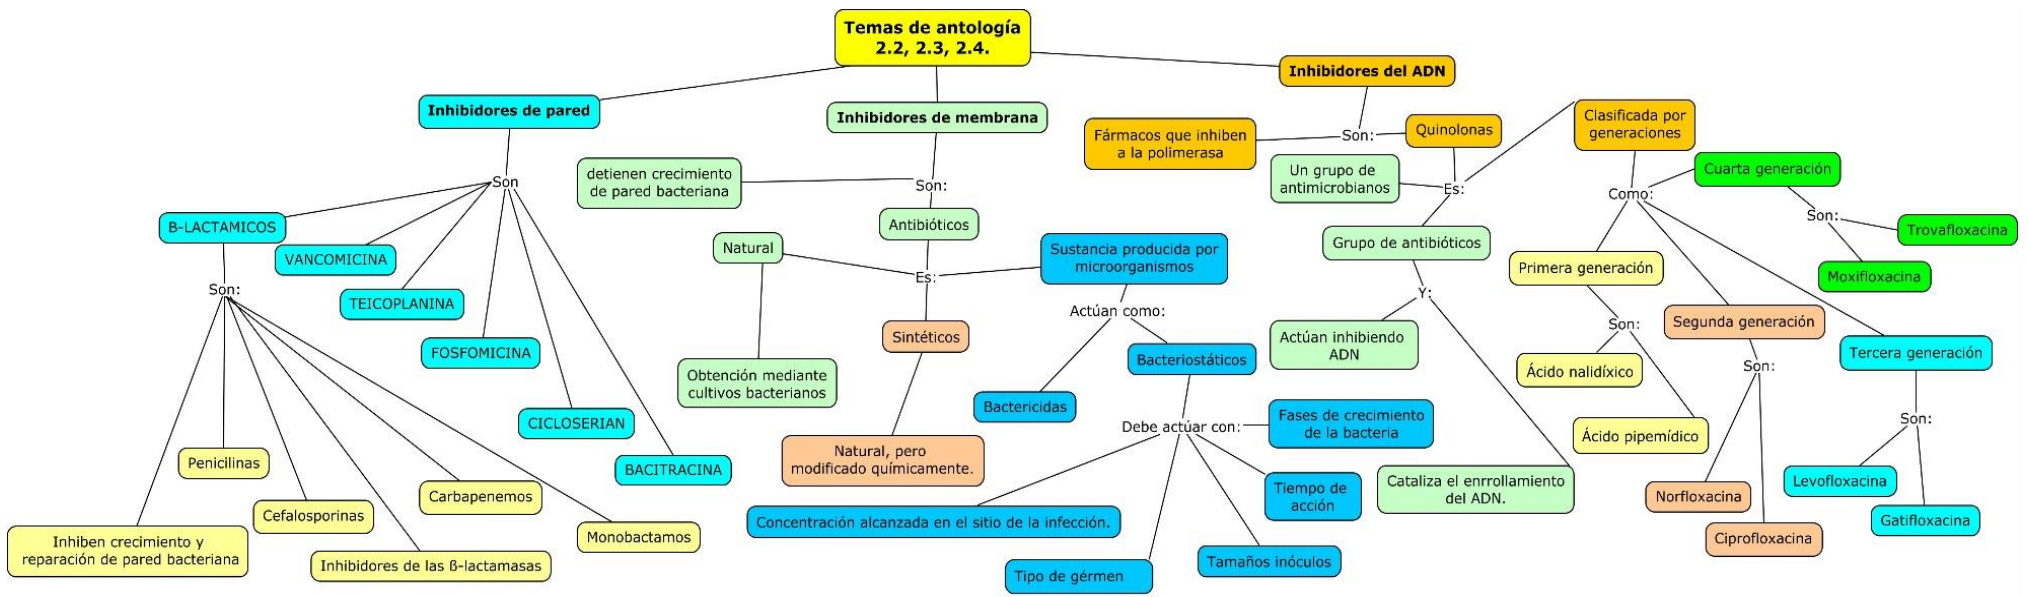 Temas de antología
2.2, 2.3, 2.4.
Inhibidores de pared
Son
B-LACTAMICOS
VANCOMICINA
TEICOPLANINA
FOSFOMICINA
CICLOSERIAN
BACITRACINA
Son:
Penicilinas
Cefalosporinas
Carbapenemos
Monobactamos
Inhiben crecimiento y
reparación de pared bacteriana
Inhibidores de las ß-lactamasas
Inhibidores de membrana
Son:
detienen crecimiento
de pared bacteriana
Antibióticos
Es:
Natural
Obtención mediante
cultivos bacterianos
Sintéticos
Natural, pero
modificado químicamente.
Sustancia producida por
microorganismos
Actúan como:
Bactericidas
Bacteriostáticos
Debe actúar con:
Fases de crecimiento
de la bacteria
Tiempo de
acción
Concentración alcanzada en el sitio de la infección.
Tipo de gérmen
Tamaños inóculos
Inhibidores del ADN
Son:
Fármacos que inhiben
a la polimerasa
Quinolonas
Es:
Un grupo de
antimicrobianos
Grupo de antibióticos
Y:
Actúan inhibiendo
ADN
Cataliza el enrrollamiento
del ADN.
Clasificada por
generaciones
Como:
Primera generación
Son:
Ácido nalidíxico
Ácido pipemídico
Segunda generación
Son:
Norfloxacina
Ciprofloxacina
Tercera generación
Son:
Levofloxacina
Gatifloxacina
Cuarta generación
Son:
Trovafloxacina
Moxifloxacina